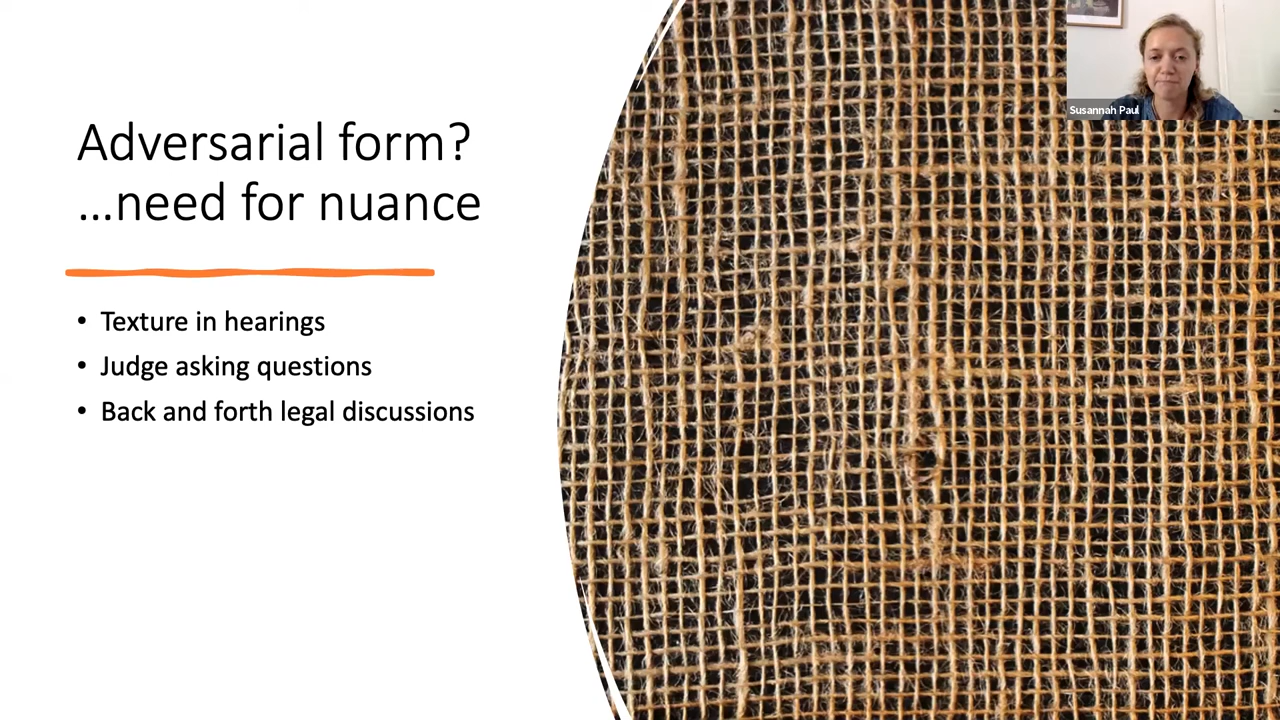 Adversarial form?
...need for nuance
• Texture in hearings
• Judge asking questions
• Back and forth legal discussions
Susannah Paul